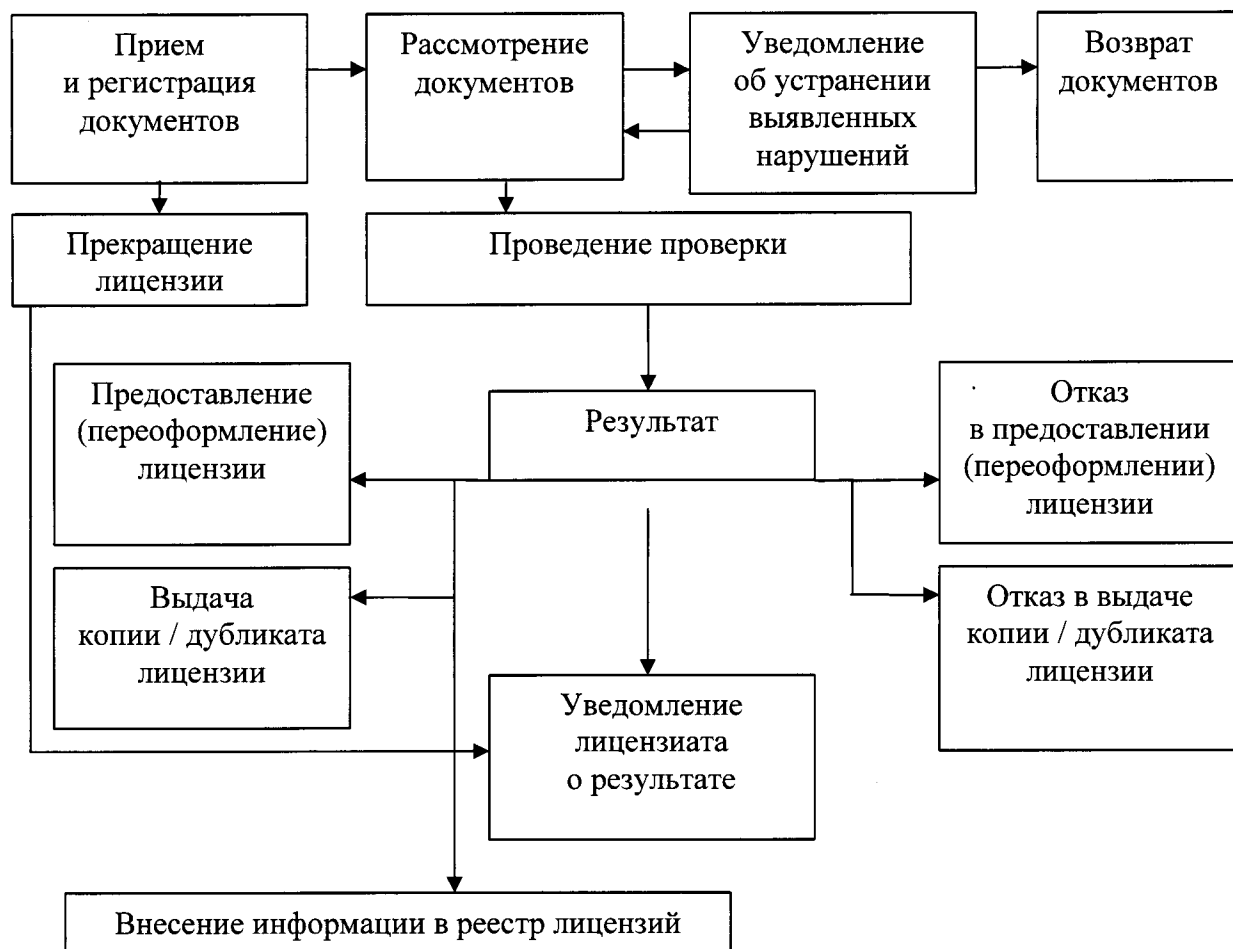 Прием
и регистрация
документов
Рассмотрение
документов
Уведомление
об устранении
выявленных
нарушений
Возврат
документов
Прекращение
лицензии
Проведение проверки
Предоставление
(переоформление)
лицензии
Результат
Отказ
в предоставлении
(переоформлении)
лицензии
Выдача
копии / дубликата
лицензии
Отказ в выдаче
копии / дубликата
лицензии
Уведомление
лицензиата
о результате
Внесение информации в реестр лицензий